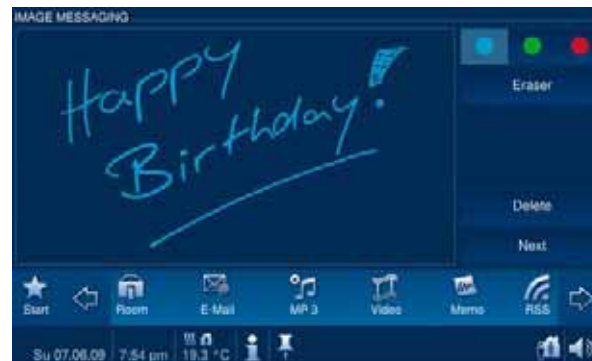 IMAGE MESSAGING
Happy
Birthday!
Eraser
Delete
Next
Start
Room
E-Mail
MP 3
Video
Memo
RSS
Su 07.06.09 7:54 pm 19.3 °C